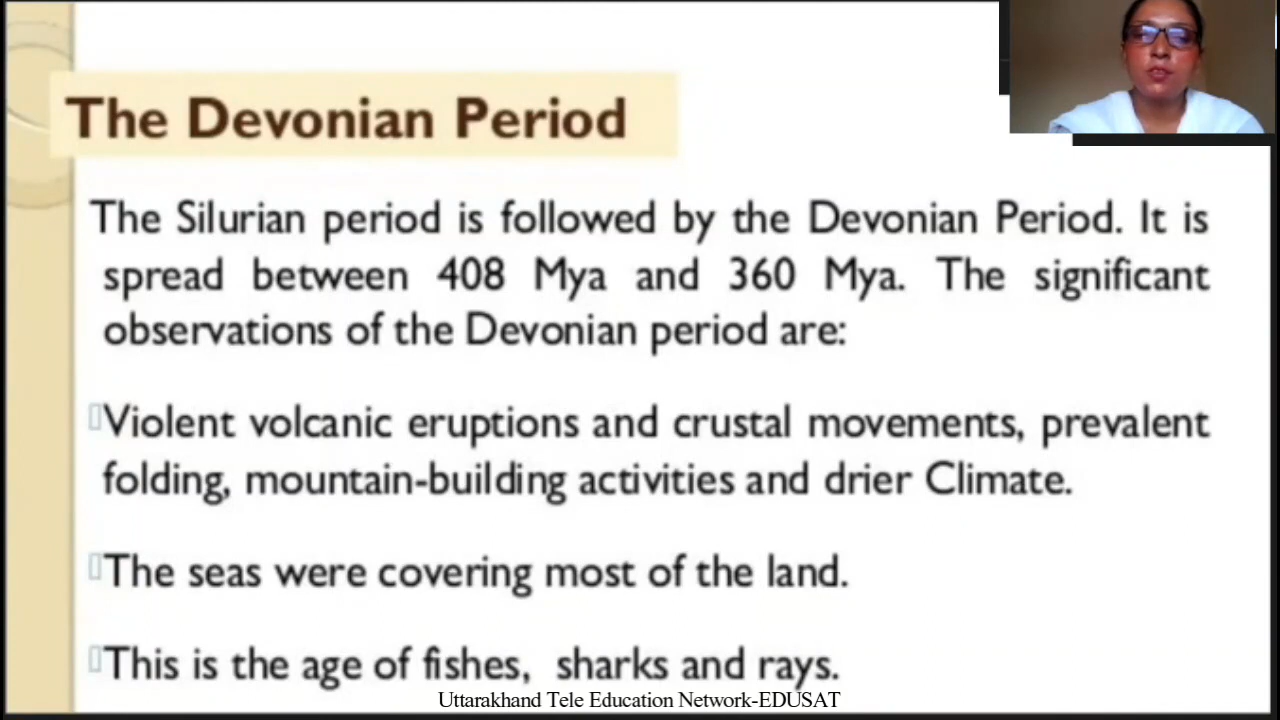 The Devonian Period
The Silurian period is followed by the Devonian Period. It is
spread between 408 Mya and 360 Mya. The significant
observations of the Devonian period are:
Violent volcanic eruptions and crustal movements, prevalent
folding, mountain-building activities and drier Climate.
The seas were covering most of the land.
This is the age of fishes, sharks and rays.
Uttarakhand Tele Education Network-EDUSAT